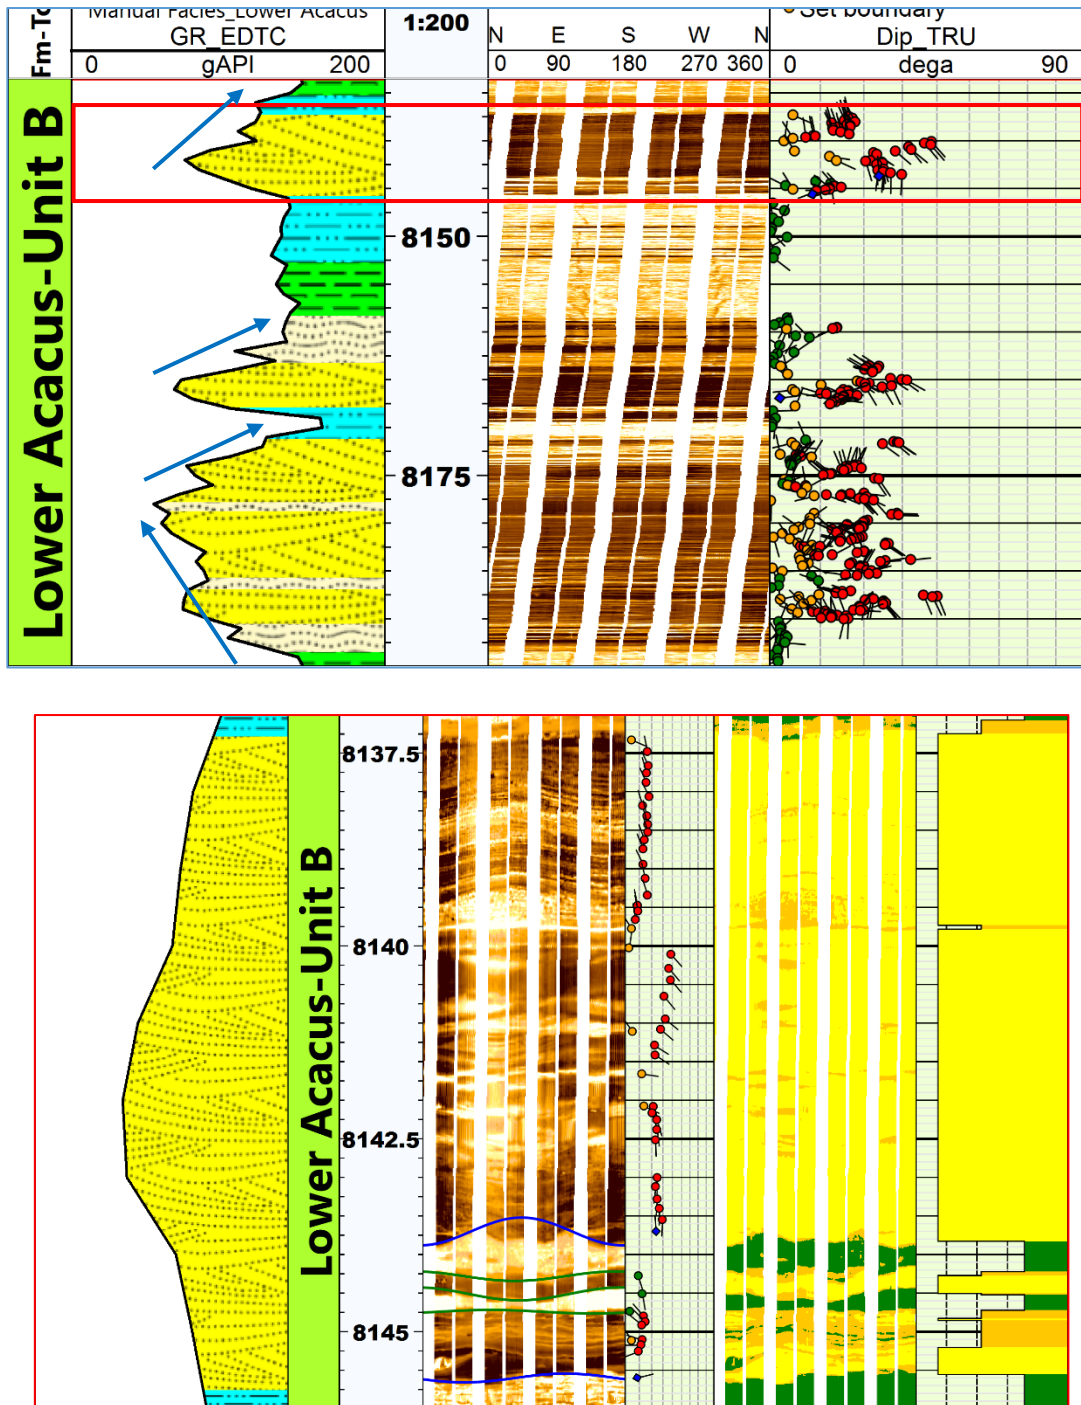 Manual Facies_Lower Acacus
Set boundary
Fm-To
GR_EDTC
1:200
N E S W N
Dip_TRU
0 gAPI 200
0 90 180 270 360
0 dega 90
Lower Acacus-Unit B
8150
8175
8137.5
Lower Acacus-Unit B
8140
8142.5
8145